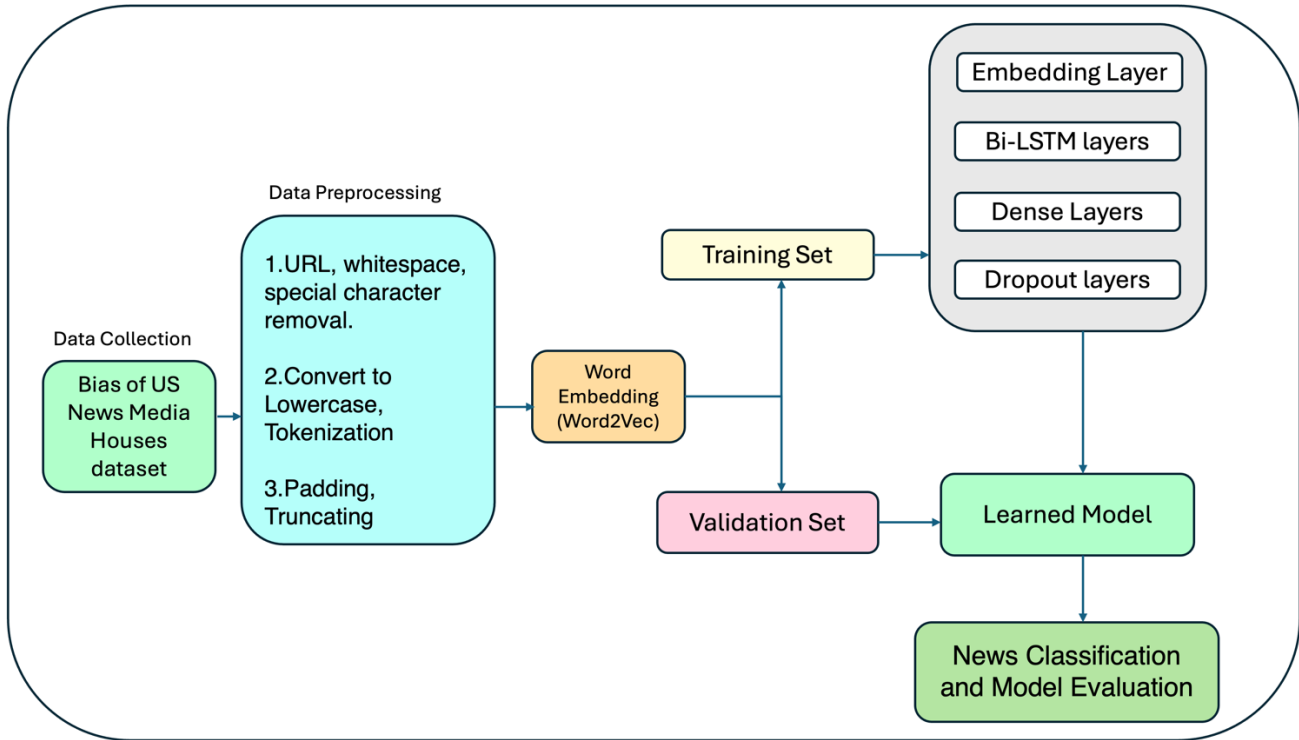 Data Collection
Bias of US
News Media
Houses
dataset
Data Preprocessing
1.URL, whitespace,
special character
removal.
2.Convert to
Lowercase,
Tokenization
3.Padding,
Truncating
Word
Embedding
(Word2Vec)
Training Set
Validation Set
Embedding Layer
Bi-LSTM layers
Dense Layers
Dropout layers
Learned Model
News Classification
and Model Evaluation